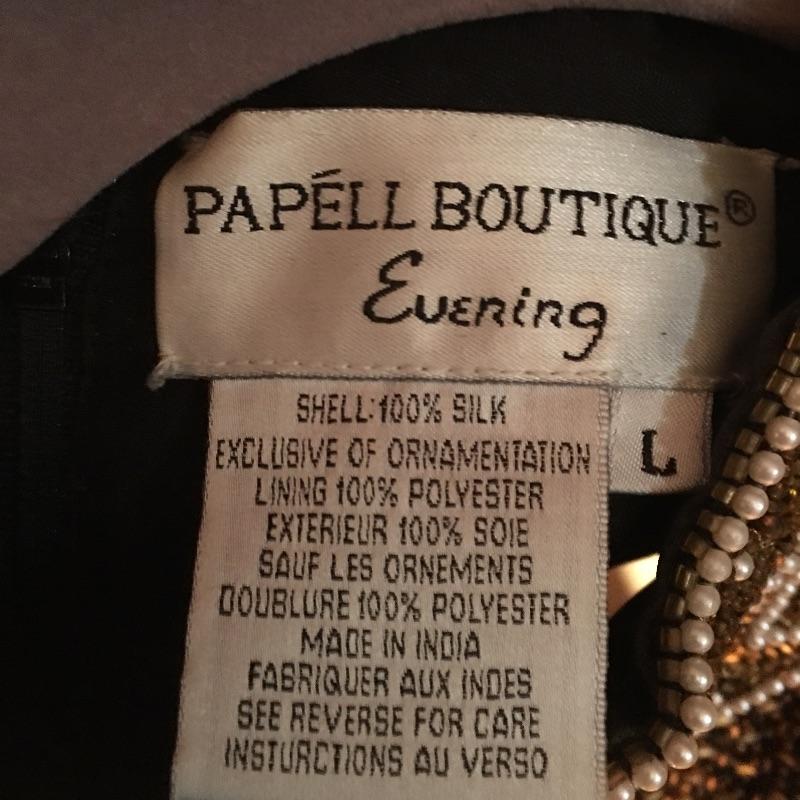 PAPÉLL BOUTIQUE®
Evening
L
SHELL:100% SILK
EXCLUSIVE OF ORNAMENTATION
LINING 100% POLYESTER
EXTERIEUR 100% SOIE
SAUF LES ORNEMENTS
DOUBLURE 100% POLYESTER
MADE IN INDIA
FABRIQUER AUX INDES
SEE REVERSE FOR CARE
INSTURCTIONS AU VERSO